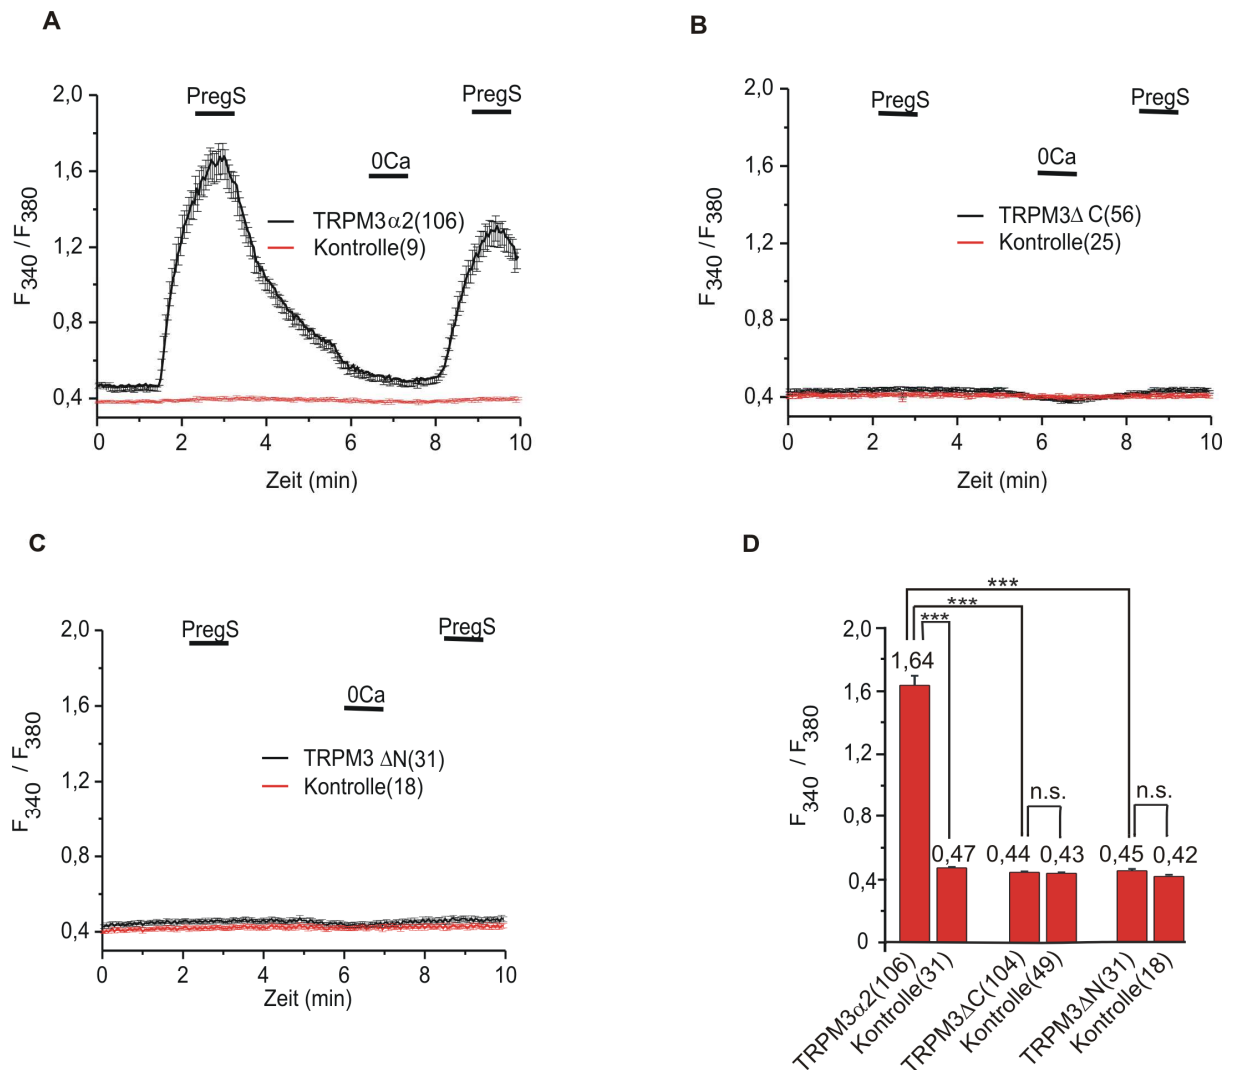 A
PregS
PregS
0Ca
TRPM3α2(106)
Kontrolle(9)
F340 / F380
2,0
1,6
1,2
0,8
0,4
0 2 4 6 8 10
Zeit (min)
B
PregS
PregS
0Ca
TRPM3Δ C(56)
Kontrolle(25)
F340 / F380
2,0
1,6
1,2
0,8
0,4
0 2 4 6 8 10
Zeit (min)
C
PregS
PregS
0Ca
TRPM3 ΔN(31)
Kontrolle(18)
F340 / F380
2,0
1,6
1,2
0,8
0,4
0 2 4 6 8 10
Zeit (min)
D
***
***
***
n.s.
n.s.
1,64
0,47
0,44
0,43
0,45
0,42
F340 / F380
2,0
1,6
1,2
0,8
0,4
0
TRPM3α2(106)
Kontrolle(31)
TRPM3ΔC(104)
Kontrolle(49)
TRPM3ΔN(31)
Kontrolle(18)